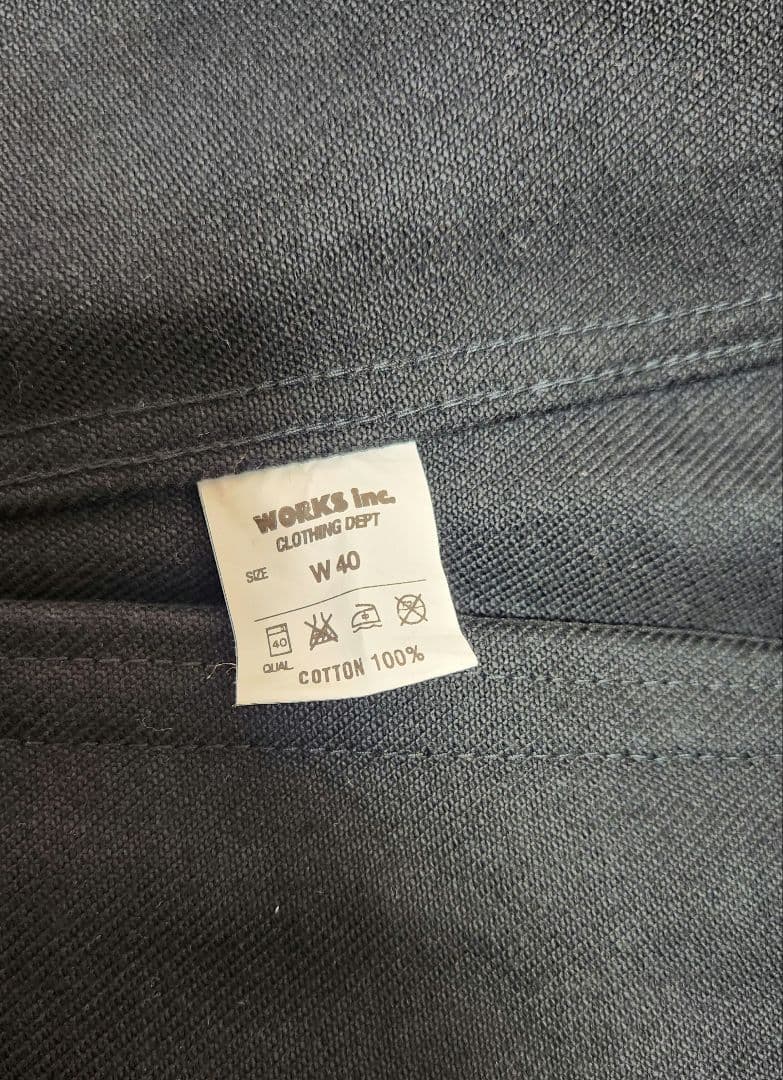 WORKS inc.
CLOTHING DEPT
SIZE W 40
40
QUAL COTTON 100%